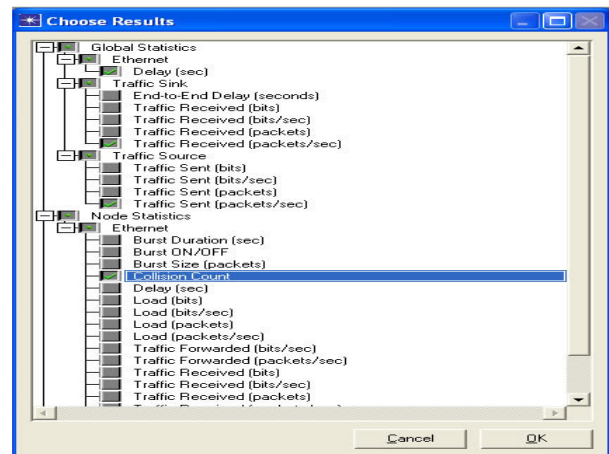 Choose Results
Global Statistics
Ethernet
Delay (sec)
Traffic Sink
End-to-End Delay (seconds)
Traffic Received (bits)
Traffic Received (bits/sec)
Traffic Received (packets)
Traffic Received (packets/sec)
Traffic Source
Traffic Sent (bits)
Traffic Sent (bits/sec)
Traffic Sent (packets)
Traffic Sent (packets/sec)
Node Statistics
Ethernet
Burst Duration (sec)
Burst ON/OFF
Burst Size (packets)
Collision Count
Delay (sec)
Load (bits)
Load (bits/sec)
Load (packets)
Load (packets/sec)
Traffic Forwarded (bits/sec)
Traffic Forwarded (packets/sec)
Traffic Received (bits)
Traffic Received (bits/sec)
Traffic Received (packets)
Cancel OK